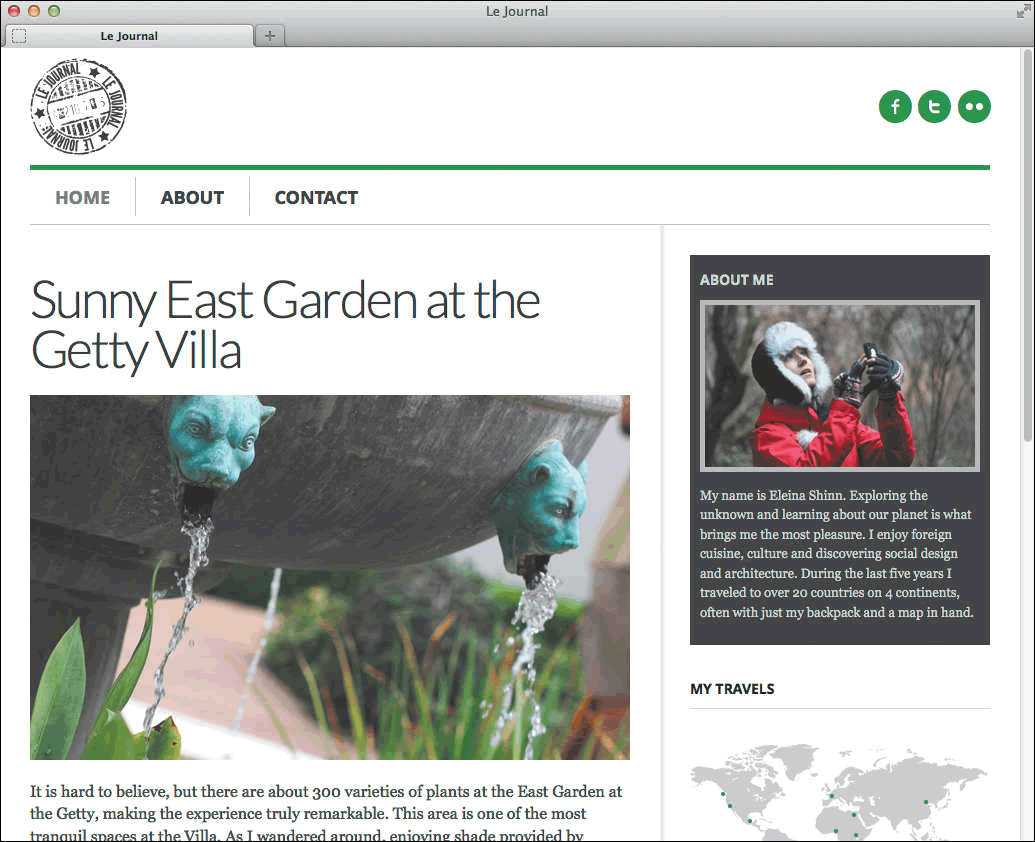 Le Journal
Le Journal
LE JOURNAL
LE JOURNAL
LE JOURNAL
HOME
ABOUT
CONTACT
Sunny East Garden at the
Getty Villa
It is hard to believe, but there are about 300 varieties of plants at the East Garden at
the Getty, making the experience truly remarkable. This area is one of the most
tranquil spaces at the Villa. As I wandered around, enjoying shade provided by
ABOUT ME
My name is Eleina Shinn. Exploring the
unknown and learning about our planet is what
brings me the most pleasure. I enjoy foreign
cuisine, culture and discovering social design
and architecture. During the last five years I
traveled to over 20 countries on 4 continents,
often with just my backpack and a map in hand.
MY TRAVELS